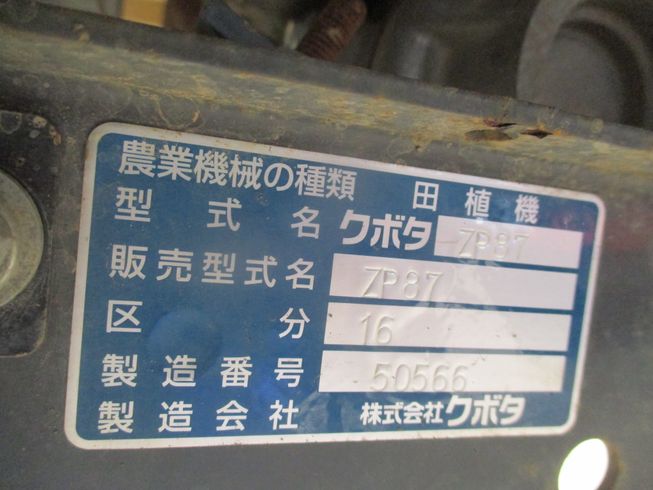 農業機械の種類 田植機
型式名 クボタ ZP87
販売型式名 ZP87
区分 16
製造番号 50566
製造会社 株式会社クボタ